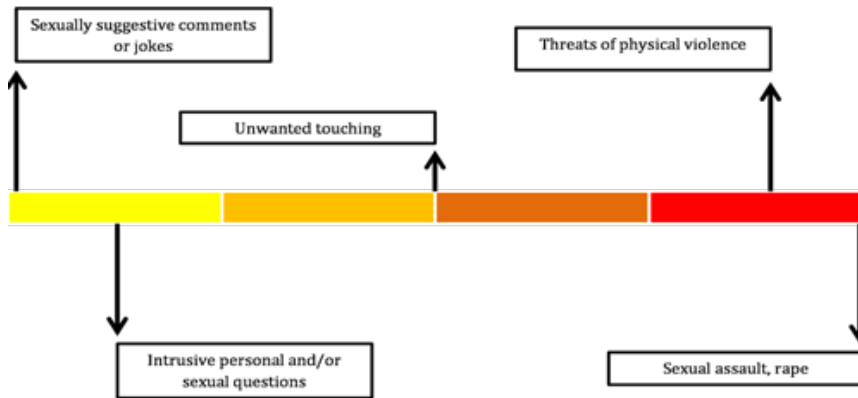 Sexually suggestive comments
or jokes
Threats of physical violence
Unwanted touching
Intrusive personal and/or
sexual questions
Sexual assault, rape